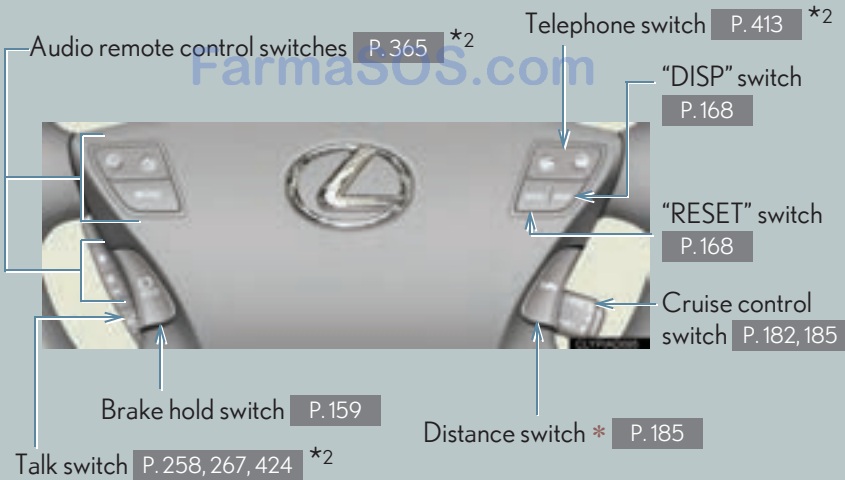 Telephone switch P.413 *2
Audio remote control switches P.365 *2
FarmaSOS.com
"DISP" switch
P.168
"RESET" switch
P.168
Cruise control
switch P.182,185
Brake hold switch P.159
Distance switch * P.185
Talk switch P.258, 267, 424 *2